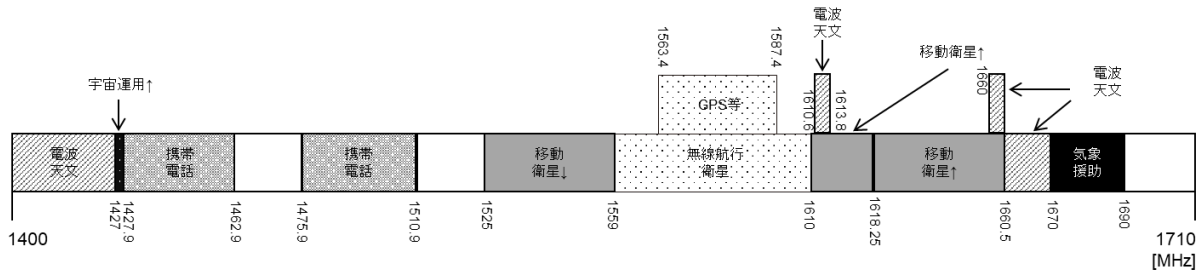 電波
天文
1563.4
1587.4
移動衛星↑
宇宙運用↑
GPS等
1610.6
1613.8
1660
電波
天文
電波
天文
携帯
電話
携帯
電話
移動
衛星↓
無線航行
衛星
移動
衛星↑
気象
援助
1427
1427.9
1462.9
1475.9
1510.9
1525
1559
1610
1618.25
1660.5
1670
1690
1400
1710
[MHz]